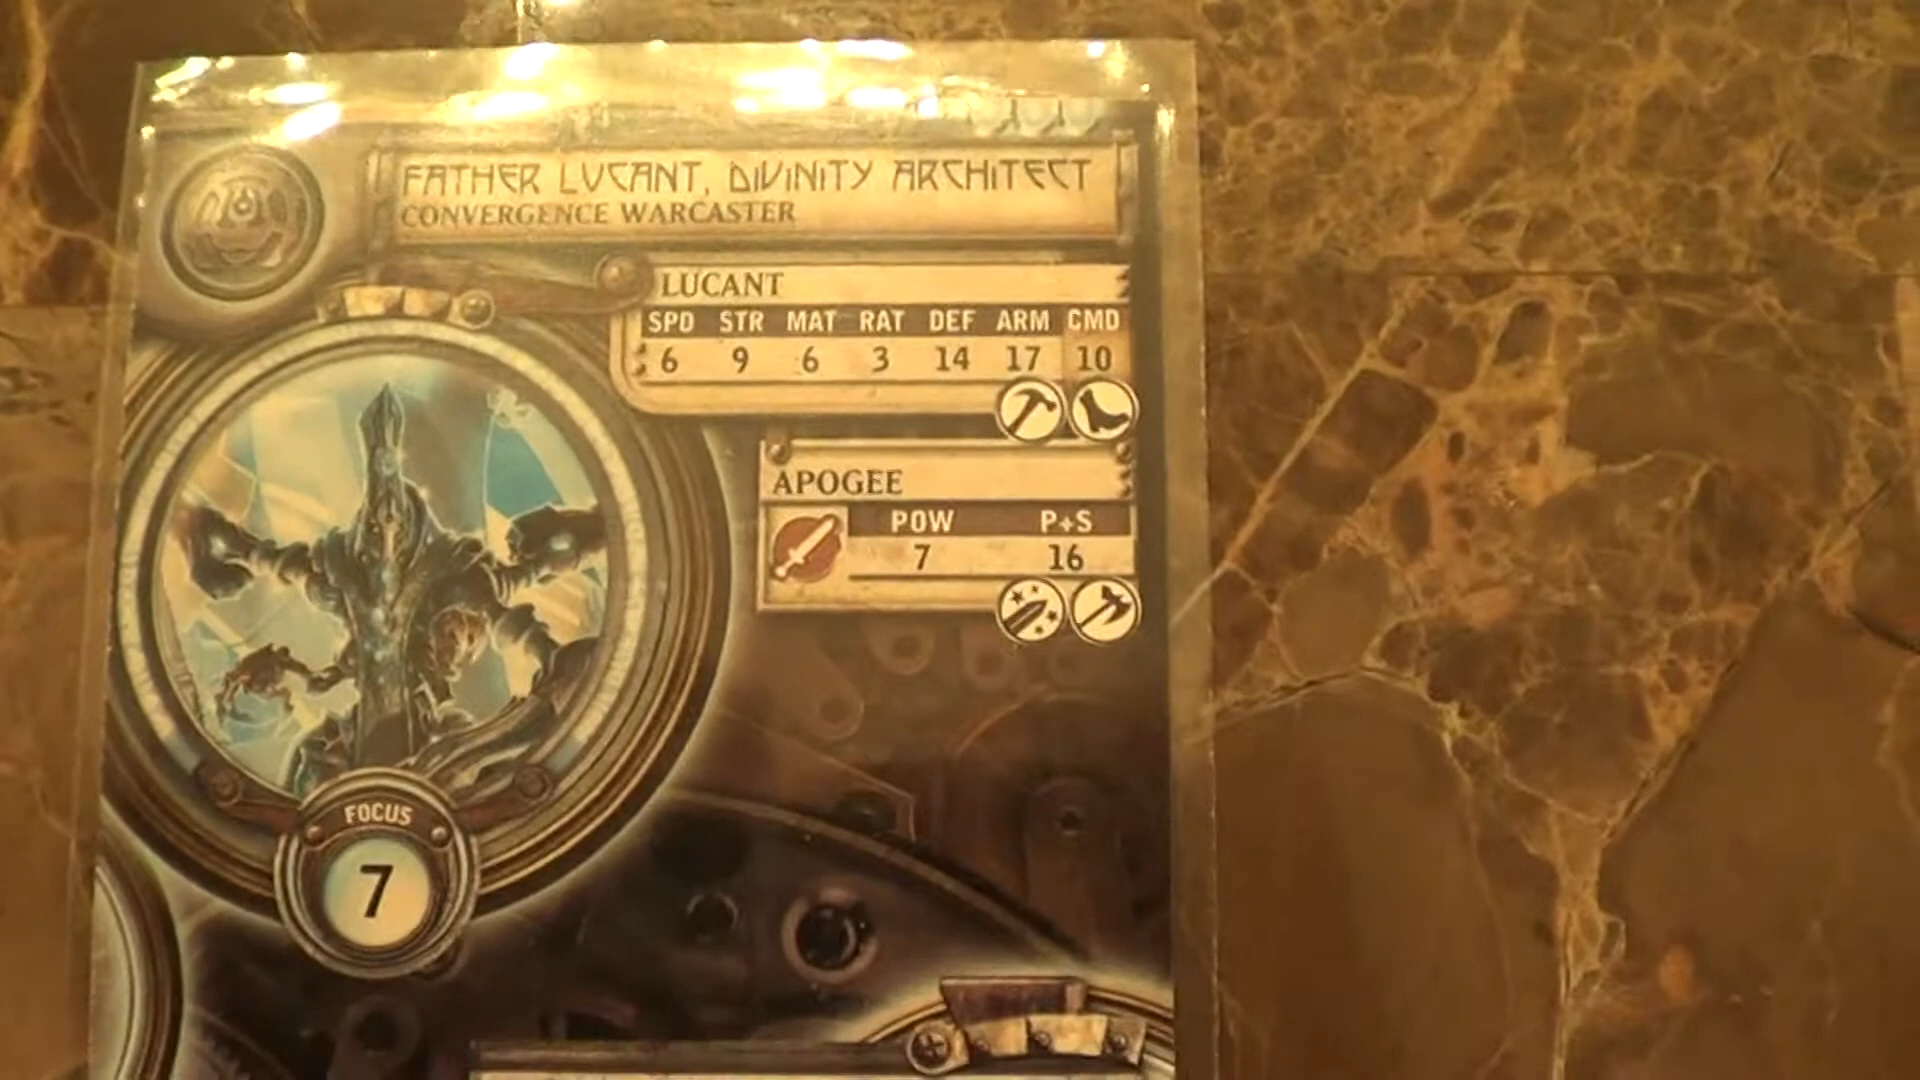 FATHER LUCANT, DIVINITY ARCHITECT
CONVERGENCE WARCASTER
LUCANT
SPD STR MAT RAT DEF ARM CMD
6 9 6 3 14 17 10
APOGEE
POW P+S
7 16
FOCUS
7